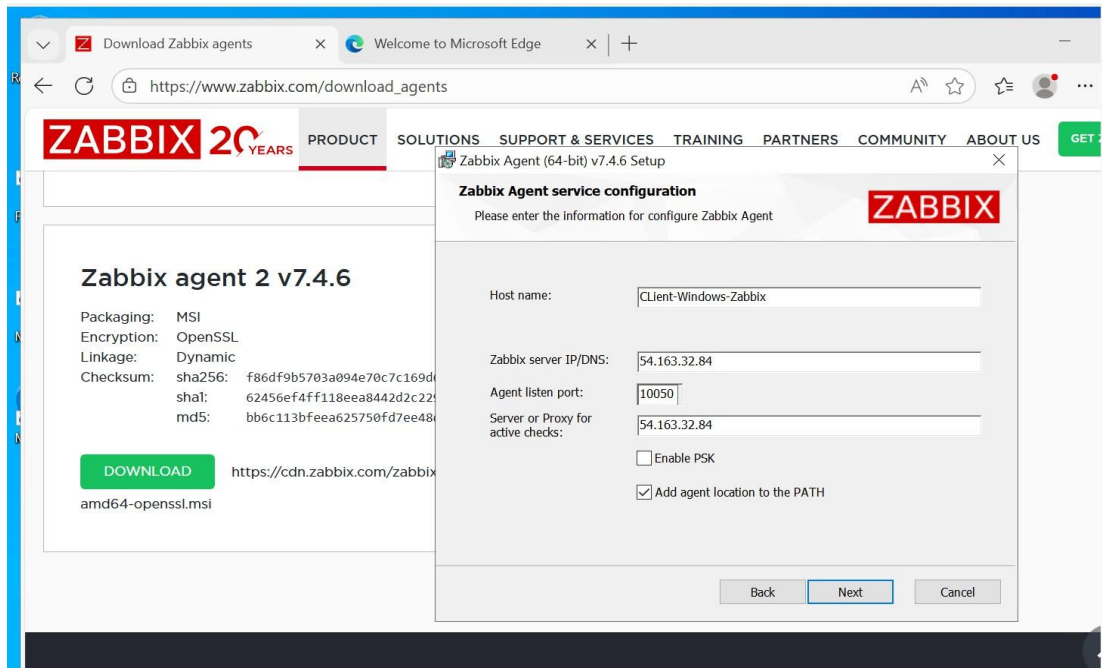 Download Zabbix agents
Welcome to Microsoft Edge
https://www.zabbix.com/download_agents
ZABBIX 20 YEARS
PRODUCT SOLUTIONS SUPPORT & SERVICES TRAINING PARTNERS COMMUNITY ABOUT US
Zabbix Agent (64-bit) v7.4.6 Setup
Zabbix Agent service configuration
Please enter the information for configure Zabbix Agent
ZABBIX
Host name: CLient-Windows-Zabbix
Zabbix server IP/DNS: 54.163.32.84
Agent listen port: 10050
Server or Proxy for
active checks: 54.163.32.84
Enable PSK
Add agent location to the PATH
Back Next Cancel
Zabbix agent 2 v7.4.6
Packaging: MSI
Encryption: OpenSSL
Linkage: Dynamic
Checksum: sha256: f86df9b5703a094e70c7c169d
sha1: 62456ef4ff118eea8442d2c22
md5: bb6c113bfeea625750fd7ee48
DOWNLOAD https://cdn.zabbix.com/zabbix
amd64-openssl.msi